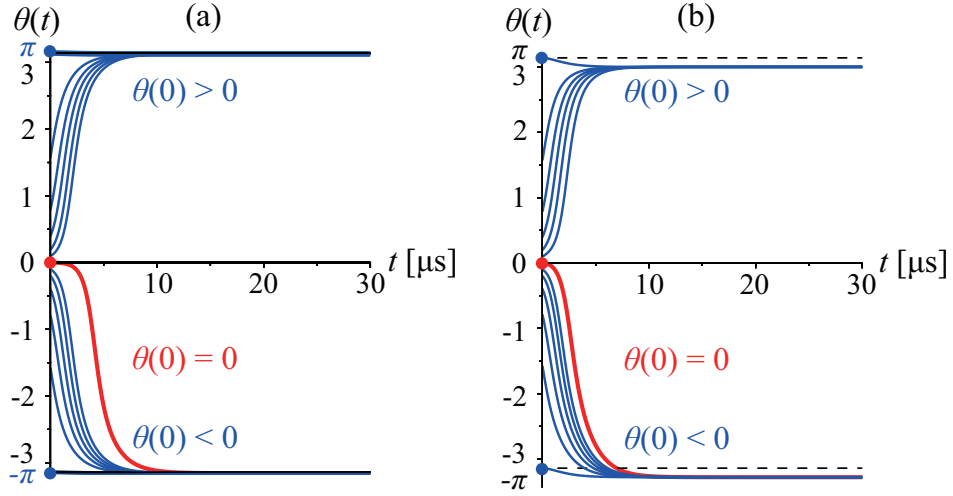 θ(t) (a)
π
3
θ(0) > 0
2
1
0
t [μs]
10 20 30
-1
θ(0) = 0
-2
θ(0) < 0
-3
-π
θ(t) (b)
π
3
θ(0) > 0
2
1
0
t [μs]
10 20 30
-1
θ(0) = 0
-2
θ(0) < 0
-3
-π